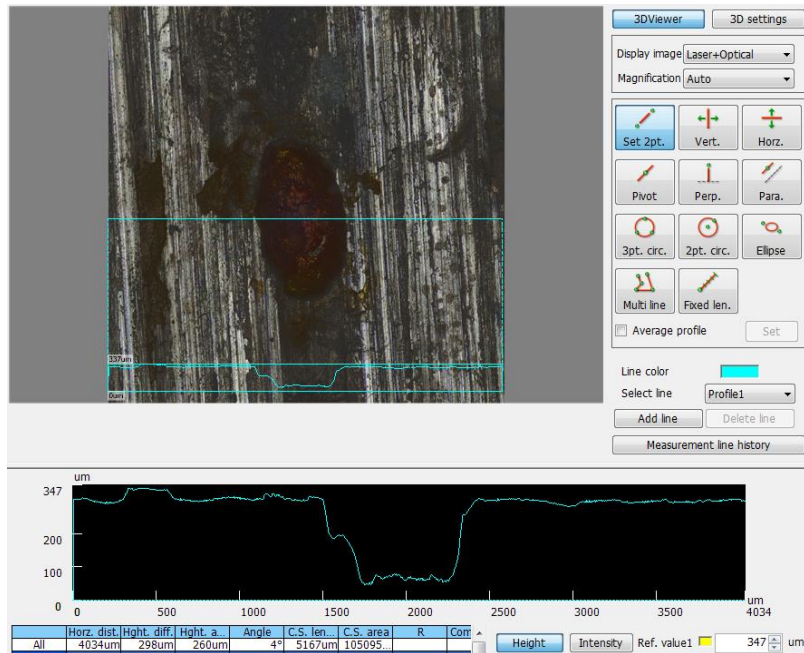 3DViewer 3D settings
Display image Laser+Optical
Magnification Auto
Set 2pt. Vert. Horz.
Pivot Perp. Para.
3pt. circ. 2pt. circ. Ellipse
Multi line Fixed len.
Average profile Set
337um
0um
Line color
Select line Profile1
Add line Delete line
Measurement line history
um
347
200
100
0
0 500 1000 1500 2000 2500 3000 3500 4034
um
Horz. dist. Hght. diff. Hght. a... Angle C.S. len... C.S. area R Com
All 4034um 298um 260um 4° 5167um 105095...
Height Intensity Ref. value1 347 um